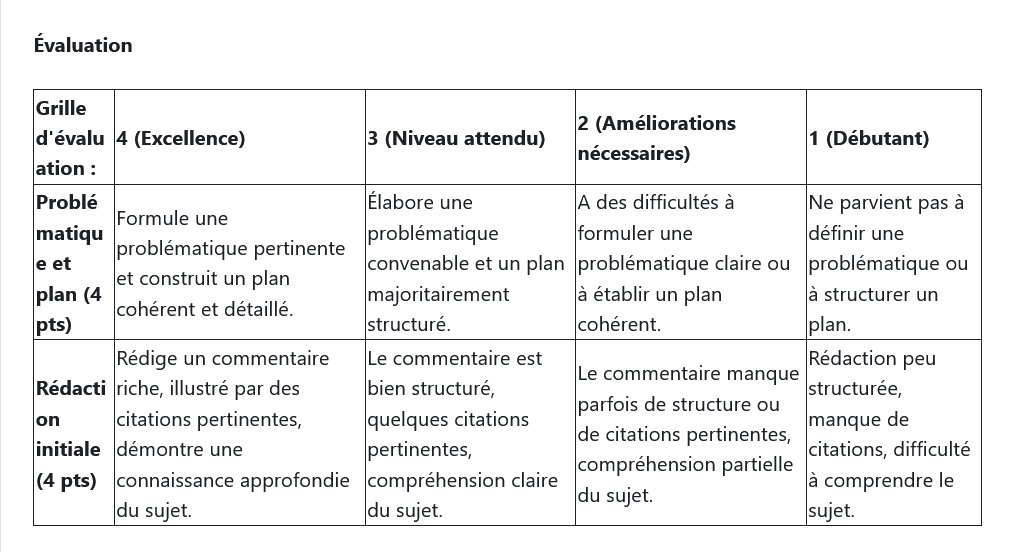 Évaluation
Grille
d'évalu
ation :
4 (Excellence)
3 (Niveau attendu)
2 (Améliorations
nécessaires)
1 (Débutant)
Problé
matiqu
e et
plan (4
pts)
Formule une
problématique pertinente
et construit un plan
cohérent et détaillé.
Élabore une
problématique
convenable et un plan
majoritairement
structuré.
A des difficultés à
formuler une
problématique claire ou
à établir un plan
cohérent.
Ne parvient pas à
définir une
problématique ou
à structurer un
plan.
Rédacti
on
initiale
(4 pts)
Rédige un commentaire
riche, illustré par des
citations pertinentes,
démontre une
connaissance approfondie
du sujet.
Le commentaire est
bien structuré,
quelques citations
pertinentes,
compréhension claire
du sujet.
Le commentaire manque
parfois de structure ou
de citations pertinentes,
compréhension partielle
du sujet.
Rédaction peu
structurée,
manque de
citations, difficulté
à comprendre le
sujet.